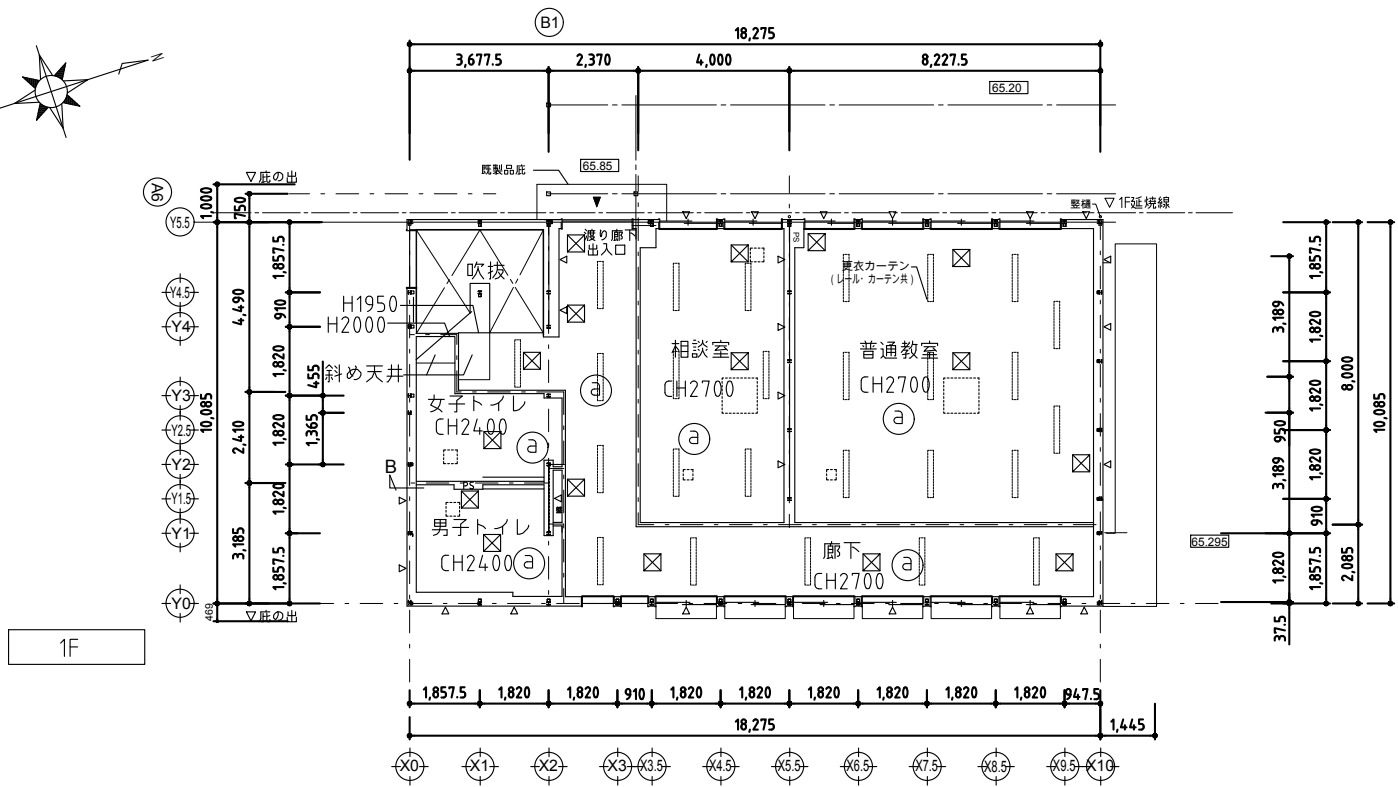 B1
18,275
3,677.5
2,370
4,000
8,227.5
65.20
N
既製品庇
65.85
A6
▽庇の出
1,000
750
竪樋
▽ 1F延焼線
Y5.5
Y4.5
Y4
Y3
Y2.5
Y2
Y1.5
Y1
Y0
10,085
4,490
2,410
3,185
469
1,857.5
910
1,820
1,820
1,820
1,857.5
455
1,365
▽庇の出
渡り廊下
出入口
吹抜
H1950
H2000
斜め天井
PS
更衣カーテン
(レール・カーテン共)
相談室
CH2700
a
普通教室
CH2700
a
a
女子トイレ
CH2400
a
B
PS
男子トイレ
CH2400
a
廊下
CH2700
a
3,189
950
3,189
1,820
37.5
1,857.5
1,820
1,820
1,820
910
1,857.5
8,000
2,085
10,085
65.295
1F
1,857.5
1,820
1,820
910
1,820
1,820
1,820
1,820
1,820
1,820
947.5
18,275
1,445
X0
X1
X2
X3
X3.5
X4.5
X5.5
X6.5
X7.5
X8.5
X9.5
X10